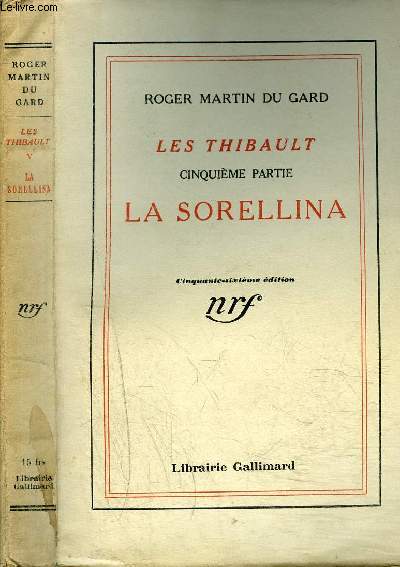 Le-livre.com
ROGER
MARTIN
DU
GARD
LES
THIBAULT
V
LA
SORELLINA
nrf
15 frs
Librairie
Gallimard
ROGER MARTIN DU GARD
LES THIBAULT
CINQUIÈME PARTIE
LA SORELLINA
Cinquante-sixième édition
nrf
Librairie Gallimard